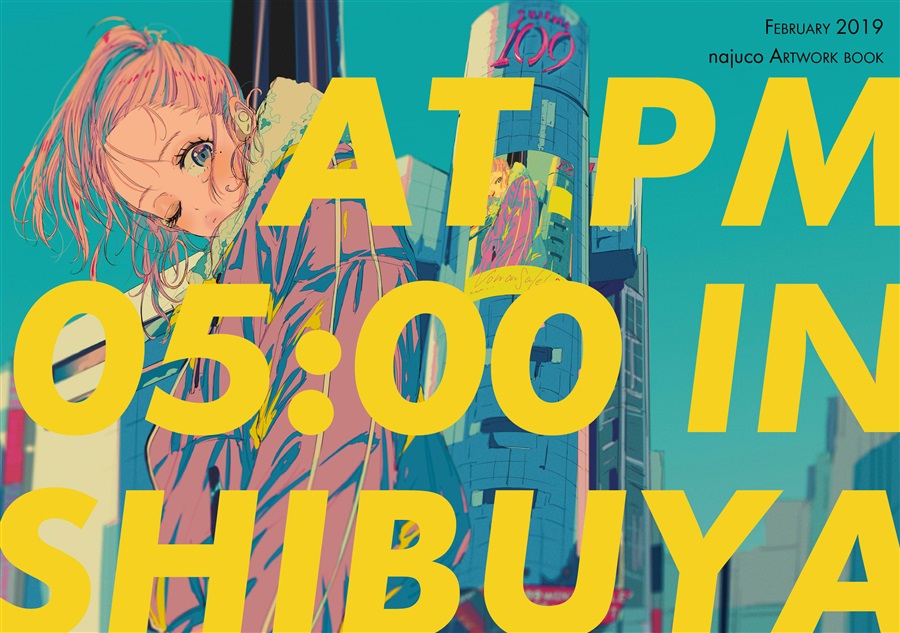 FEBRUARY 2019
najuco ARTWORK BOOK
109
AT PM
05:00 IN
SHIBUYA